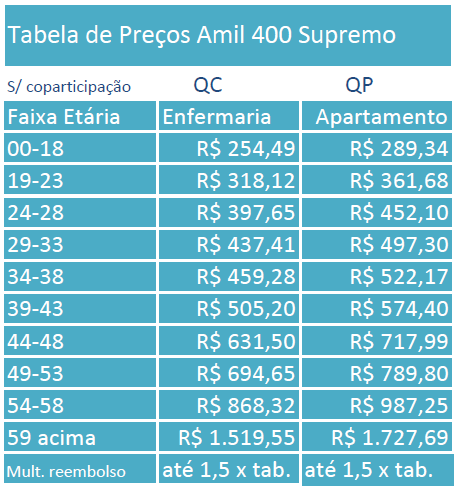 Tabela de Preços Amil 400 Supremo
S/ coparticipação QC QP
Faixa Etária Enfermaria Apartamento
00-18 R$ 254,49 R$ 289,34
19-23 R$ 318,12 R$ 361,68
24-28 R$ 397,65 R$ 452,10
29-33 R$ 437,41 R$ 497,30
34-38 R$ 459,28 R$ 522,17
39-43 R$ 505,20 R$ 574,40
44-48 R$ 631,50 R$ 717,99
49-53 R$ 694,65 R$ 789,80
54-58 R$ 868,32 R$ 987,25
59 acima R$ 1.519,55 R$ 1.727,69
Mult. reembolso até 1,5 x tab. até 1,5 x tab.